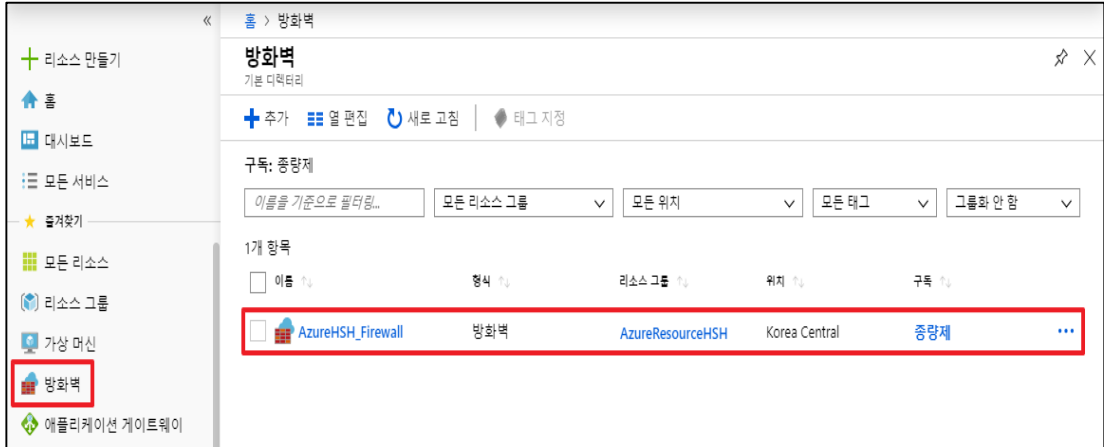 «
리소스 만들기
홈
대시보드
모든 서비스
즐겨찾기
모든 리소스
리소스 그룹
가상 머신
방화벽
애플리케이션 게이트웨이
홈 > 방화벽
방화벽
기본 디렉터리
추가 열 편집 새로 고침 태그 지정
구독: 종량제
이름을 기준으로 필터링... 모든 리소스 그룹 모든 위치 모든 태그 그룹화 안 함
1개 항목
이름 ↑↓ 형식 ↑↓ 리소스 그룹 ↑↓ 위치 ↑↓ 구독 ↑↓
AzureHSH_Firewall 방화벽 AzureResourceHSH Korea Central 종량제 ...